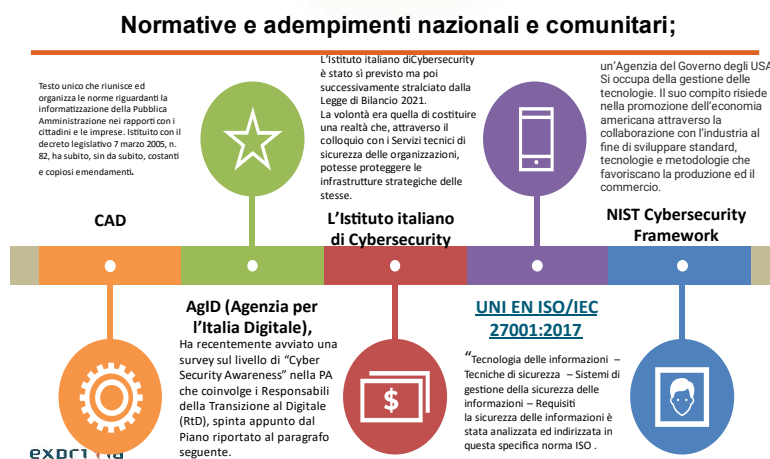 Normative e adempimenti nazionali e comunitari;
Testo unico che riunisce ed
organizza le norme riguardanti la
informatizzazione della Pubblica
Amministrazione nei rapporti con i
cittadini e le imprese. Istituito con il
decreto legislativo 7 marzo 2005, n.
82, ha subito, sin da subito, costanti
e copiosi emendamenti.
CAD
AgID (Agenzia per
l'Italia Digitale),
Ha recentemente avviato una
survey sul livello di "Cyber
Security Awareness" nella PA
che coinvolge i Responsabili
della Transizione al Digitale
(RtD), spinta appunto dal
Piano riportato al paragrafo
seguente.
L'Istituto italiano diCybersecurity
è stato sì previsto ma poi
successivamente stralciato dalla
Legge di Bilancio 2021.
La volontà era quella di costituire
una realtà che, attraverso il
colloquio con i Servizi tecnici di
sicurezza delle organizzazioni,
potesse proteggere le
infrastrutture strategiche delle
stesse.
L'Istituto italiano
di Cybersecurity
$
UNI EN ISO/IEC
27001:2017
"Tecnologia delle informazioni –
Tecniche di sicurezza – Sistemi di
gestione della sicurezza delle
informazioni – Requisiti
la sicurezza delle informazioni è
stata analizzata ed indirizzata in
questa specifica norma ISO .
un'Agenzia del Governo degli USA
Si occupa della gestione delle
tecnologie. Il suo compito risiede
nella promozione dell'economia
americana attraverso la
collaborazione con l'industria al
fine di sviluppare standard,
tecnologie e metodologie che
favoriscano la produzione ed il
commercio.
NIST Cybersecurity
Framework